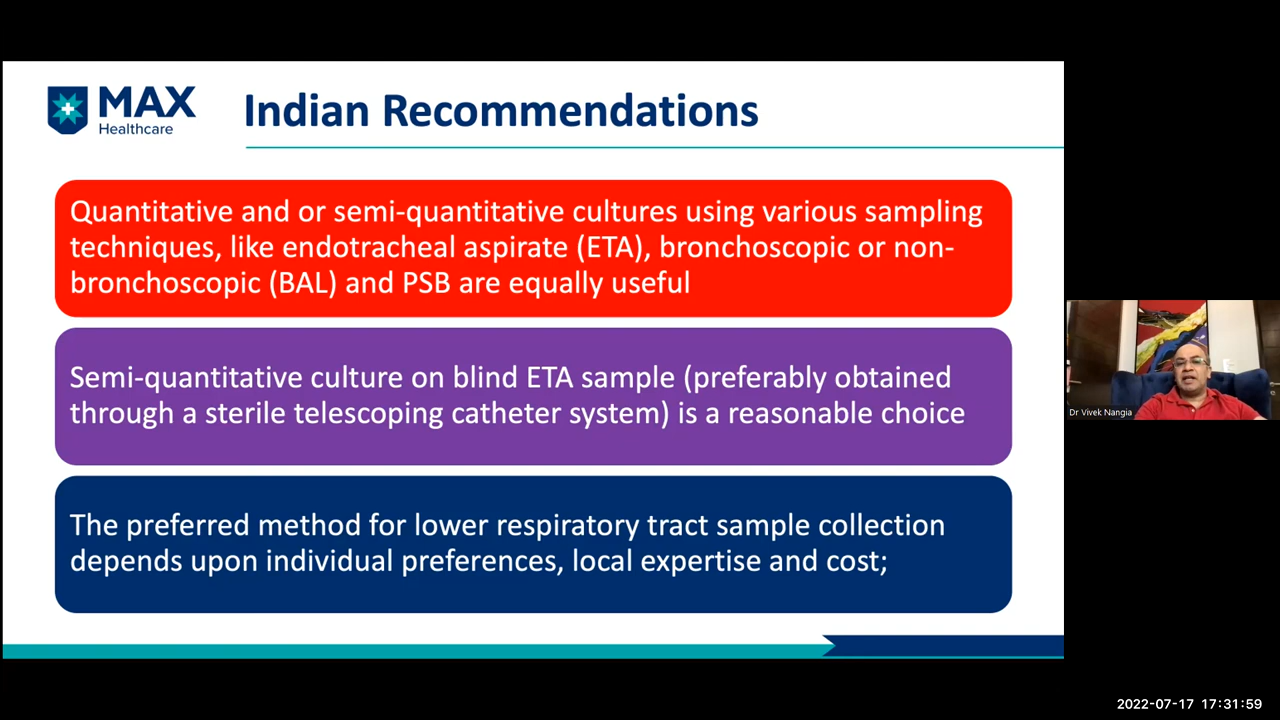 MAX
Healthcare
Indian Recommendations
Quantitative and or semi-quantitative cultures using various sampling
techniques, like endotracheal aspirate (ETA), bronchoscopic or non-
bronchoscopic (BAL) and PSB are equally useful
Semi-quantitative culture on blind ETA sample (preferably obtained
through a sterile telescoping catheter system) is a reasonable choice
The preferred method for lower respiratory tract sample collection
depends upon individual preferences, local expertise and cost;
Dr Vivek Nangia
2022-07-17 17:31:59